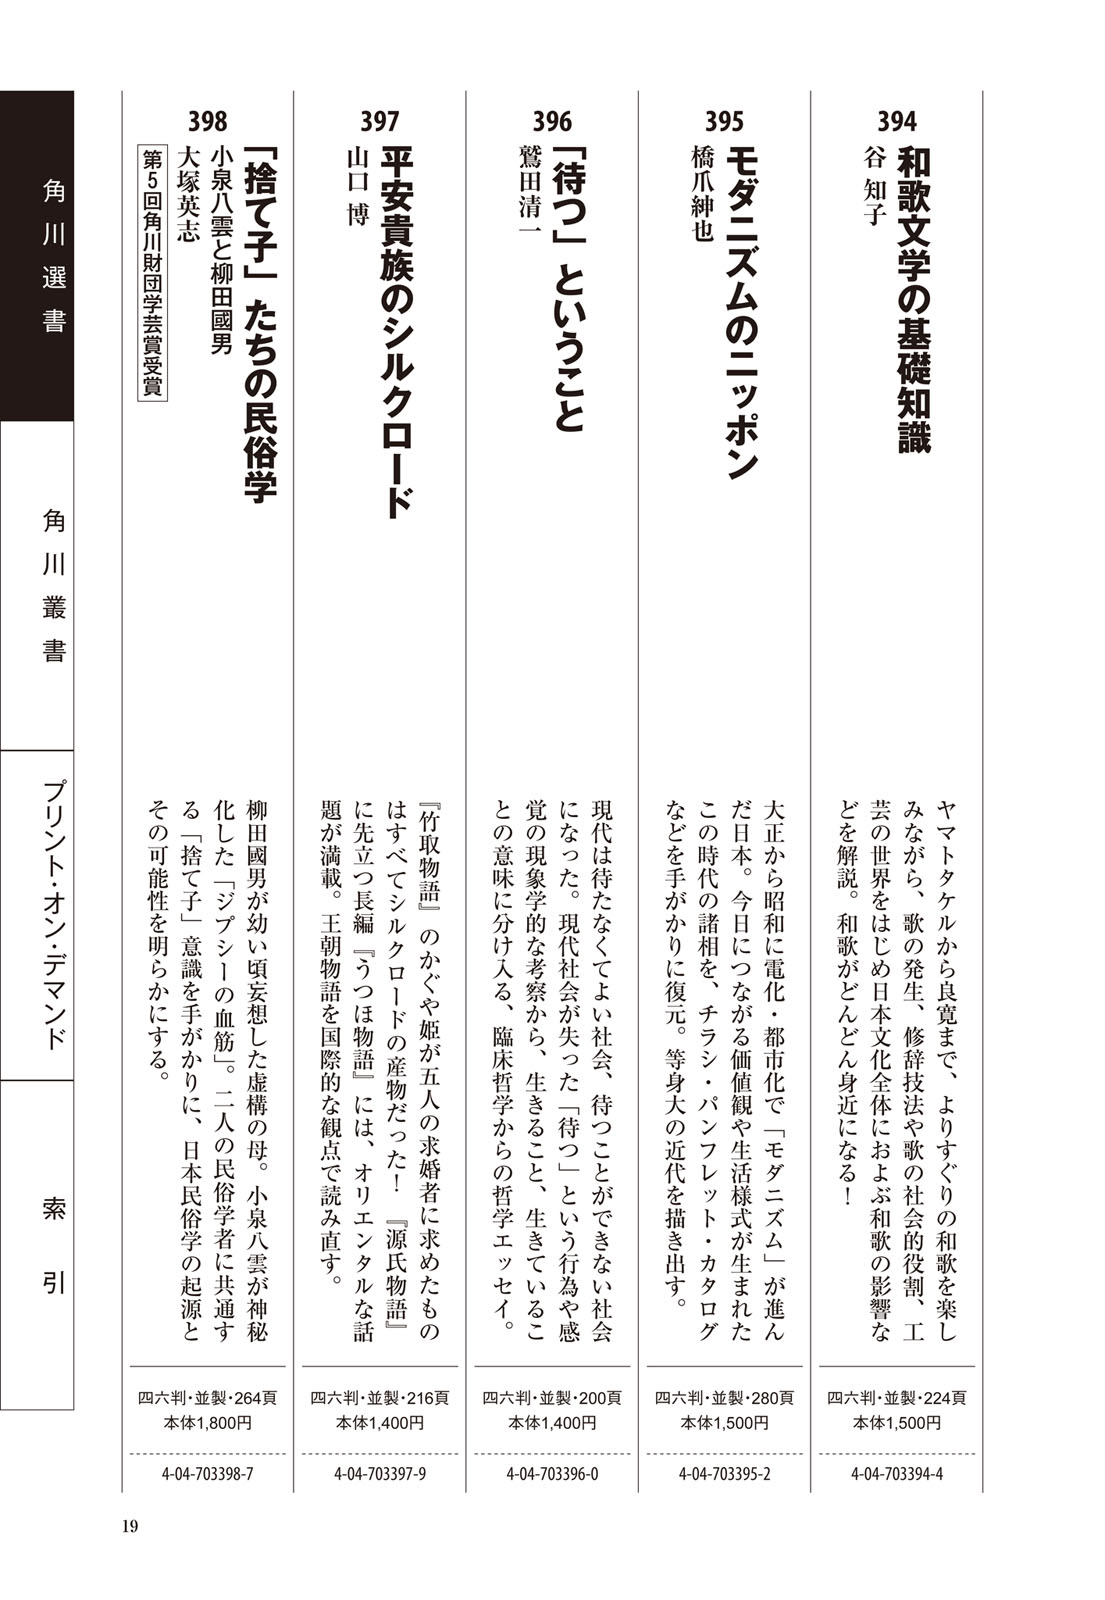 394
和歌文学の基礎知識
谷 知子
ヤマトタケルから良寛まで、よりすぐりの和歌を楽し
みながら、歌の発生、修辞技法や歌の社会的役割、工
芸の世界をはじめ日本文化全体におよぶ和歌の影響な
どを解説。和歌がどんどん身近になる！
四六判・並製・224頁
本体1,500円
4-04-703394-4
395
モダニズムのニッポン
橋爪紳也
大正から昭和に電化・都市化で「モダニズム」が進ん
だ日本。今日につながる価値観や生活様式が生まれた
この時代の諸相を、チラシ・パンフレット・カタログ
などを手がかりに復元。等身大の近代を描き出す。
四六判・並製・280頁
本体1,500円
4-04-703395-2
396
「待つ」ということ
鷲田清一
現代は待たなくてよい社会、待つことができない社会
になった。現代社会が失った「待つ」という行為や感
覚の現象学的な考察から、生きること、生きているこ
との意味に分け入る、臨床哲学からの哲学エッセイ。
四六判・並製・200頁
本体1,400円
4-04-703396-0
397
平安貴族のシルクロード
山口 博
『竹取物語』のかぐや姫が五人の求婚者に求めたもの
はすべてシルクロードの産物だった！ 『源氏物語』
に先立つ長編『うつほ物語』には、オリエンタルな話
題が満載。王朝物語を国際的な観点で読み直す。
四六判・並製・216頁
本体1,400円
4-04-703397-9
398
「捨て子」たちの民俗学
小泉八雲と柳田國男
大塚英志
第5回角川財団学芸賞受賞
柳田國男が幼い頃妄想した虚構の母。小泉八雲が神秘
化した「ジプシーの血筋」。二人の民俗学者に共通す
る「捨て子」意識を手がかりに、日本民俗学の起源と
その可能性を明らかにする。
四六判・並製・264頁
本体1,800円
4-04-703398-7
角川選書
角川叢書
プリント・オン・デマンド
索引
19